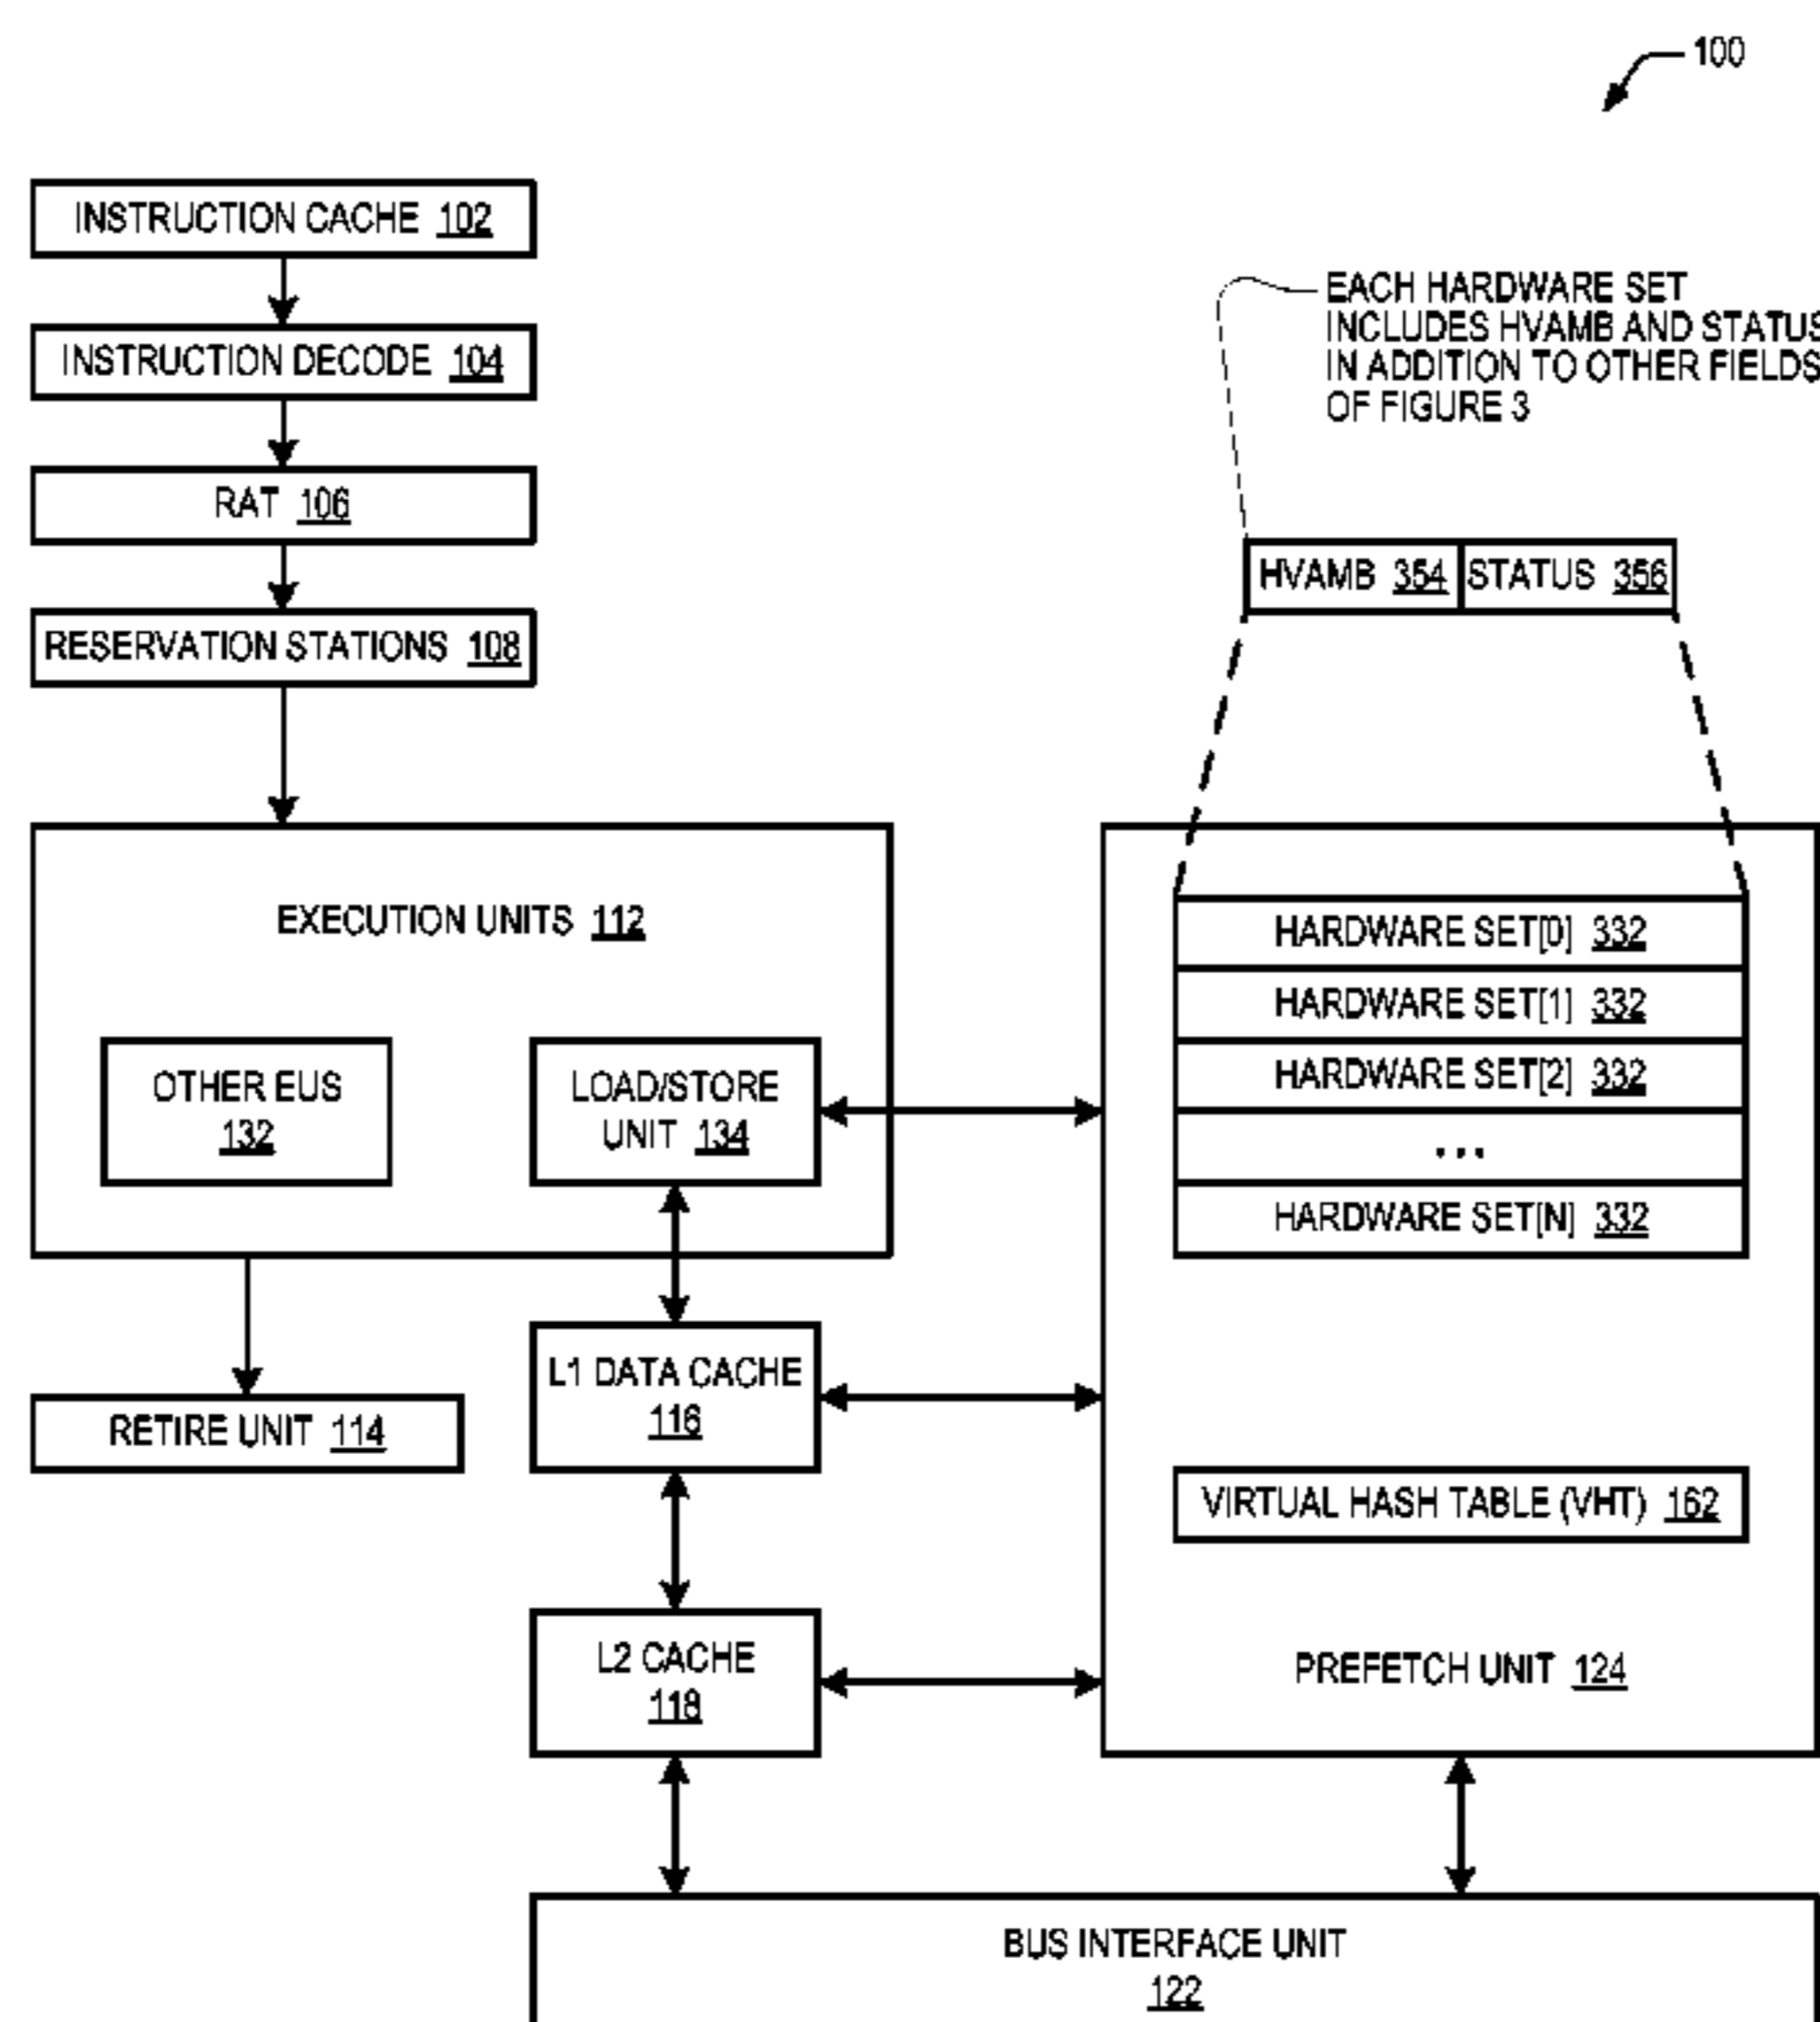 100
INSTRUCTION CACHE 102
INSTRUCTION DECODE 104
RAT 106
RESERVATION STATIONS 108
EACH HARDWARE SET
INCLUDES HVAMB AND STATUS
IN ADDITION TO OTHER FIELDS
OF FIGURE 3
HVAMB 354 STATUS 356
EXECUTION UNITS 112
OTHER EUS
132
LOAD/STORE
UNIT 134
HARDWARE SET[0] 332
HARDWARE SET[1] 332
HARDWARE SET[2] 332
...
HARDWARE SET[N] 332
L1 DATA CACHE
116
RETIRE UNIT 114
VIRTUAL HASH TABLE (VHT) 162
L2 CACHE
118
PREFETCH UNIT 124
BUS INTERFACE UNIT
122